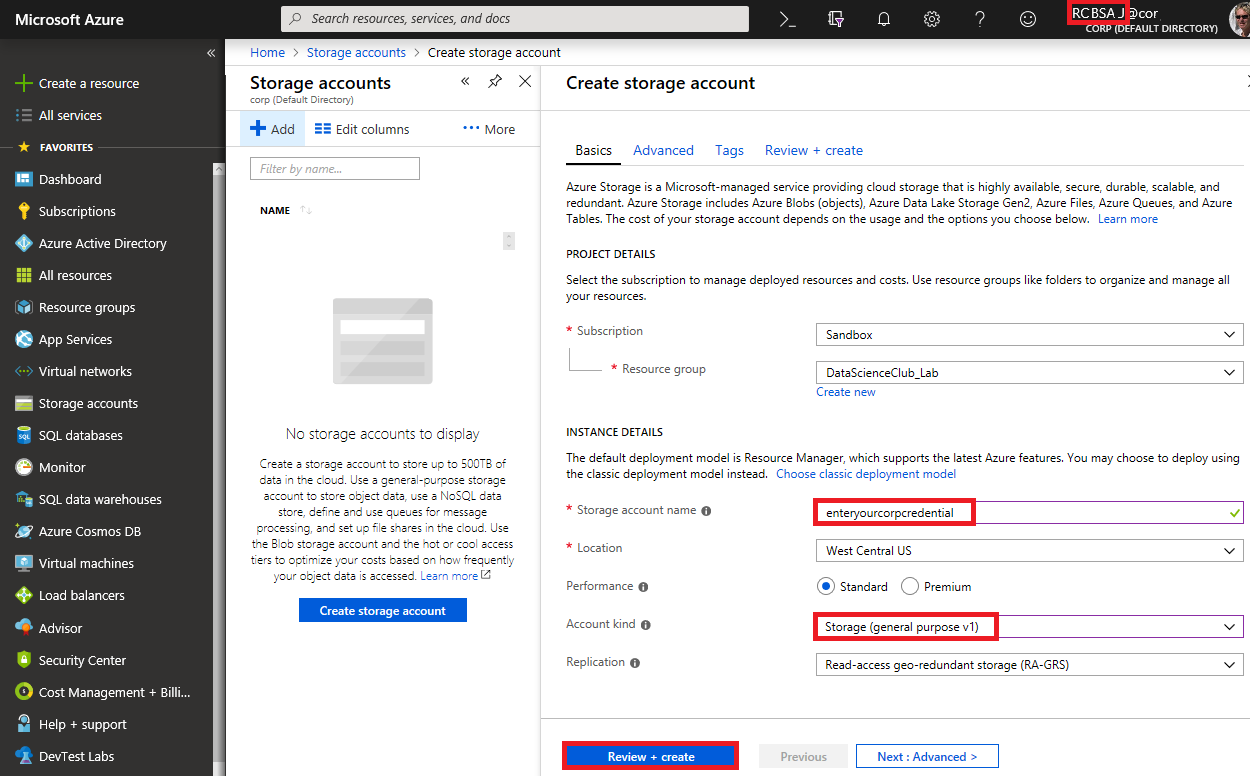 Microsoft Azure
Search resources, services, and docs
RCBSA J@cor
CORP (DEFAULT DIRECTORY)
Create a resource
All services
FAVORITES
Dashboard
Subscriptions
Azure Active Directory
All resources
Resource groups
App Services
Virtual networks
Storage accounts
SQL databases
Monitor
SQL data warehouses
Azure Cosmos DB
Virtual machines
Load balancers
Advisor
Security Center
Cost Management + Billi...
Help + support
DevTest Labs
Home > Storage accounts > Create storage account
Storage accounts
corp (Default Directory)
Add Edit columns ••• More
Filter by name...
NAME
No storage accounts to display
Create a storage account to store up to 500TB of
data in the cloud. Use a general-purpose storage
account to store object data, use a NoSQL data
store, define and use queues for message
processing, and set up file shares in the cloud. Use
the Blob storage account and the hot or cool access
tiers to optimize your costs based on how frequently
your object data is accessed. Learn more
Create storage account
Create storage account
Basics Advanced Tags Review + create
Azure Storage is a Microsoft-managed service providing cloud storage that is highly available, secure, durable, scalable, and
redundant. Azure Storage includes Azure Blobs (objects), Azure Data Lake Storage Gen2, Azure Files, Azure Queues, and Azure
Tables. The cost of your storage account depends on the usage and the options you choose below. Learn more
PROJECT DETAILS
Select the subscription to manage deployed resources and costs. Use resource groups like folders to organize and manage all
your resources.
* Subscription
Sandbox
* Resource group
DataScienceClub_Lab
Create new
INSTANCE DETAILS
The default deployment model is Resource Manager, which supports the latest Azure features. You may choose to deploy using
the classic deployment model instead. Choose classic deployment model
* Storage account name
enteryourcorpcredential
* Location
West Central US
Performance
Standard Premium
Account kind
Storage (general purpose v1)
Replication
Read-access geo-redundant storage (RA-GRS)
Review + create Previous Next : Advanced >